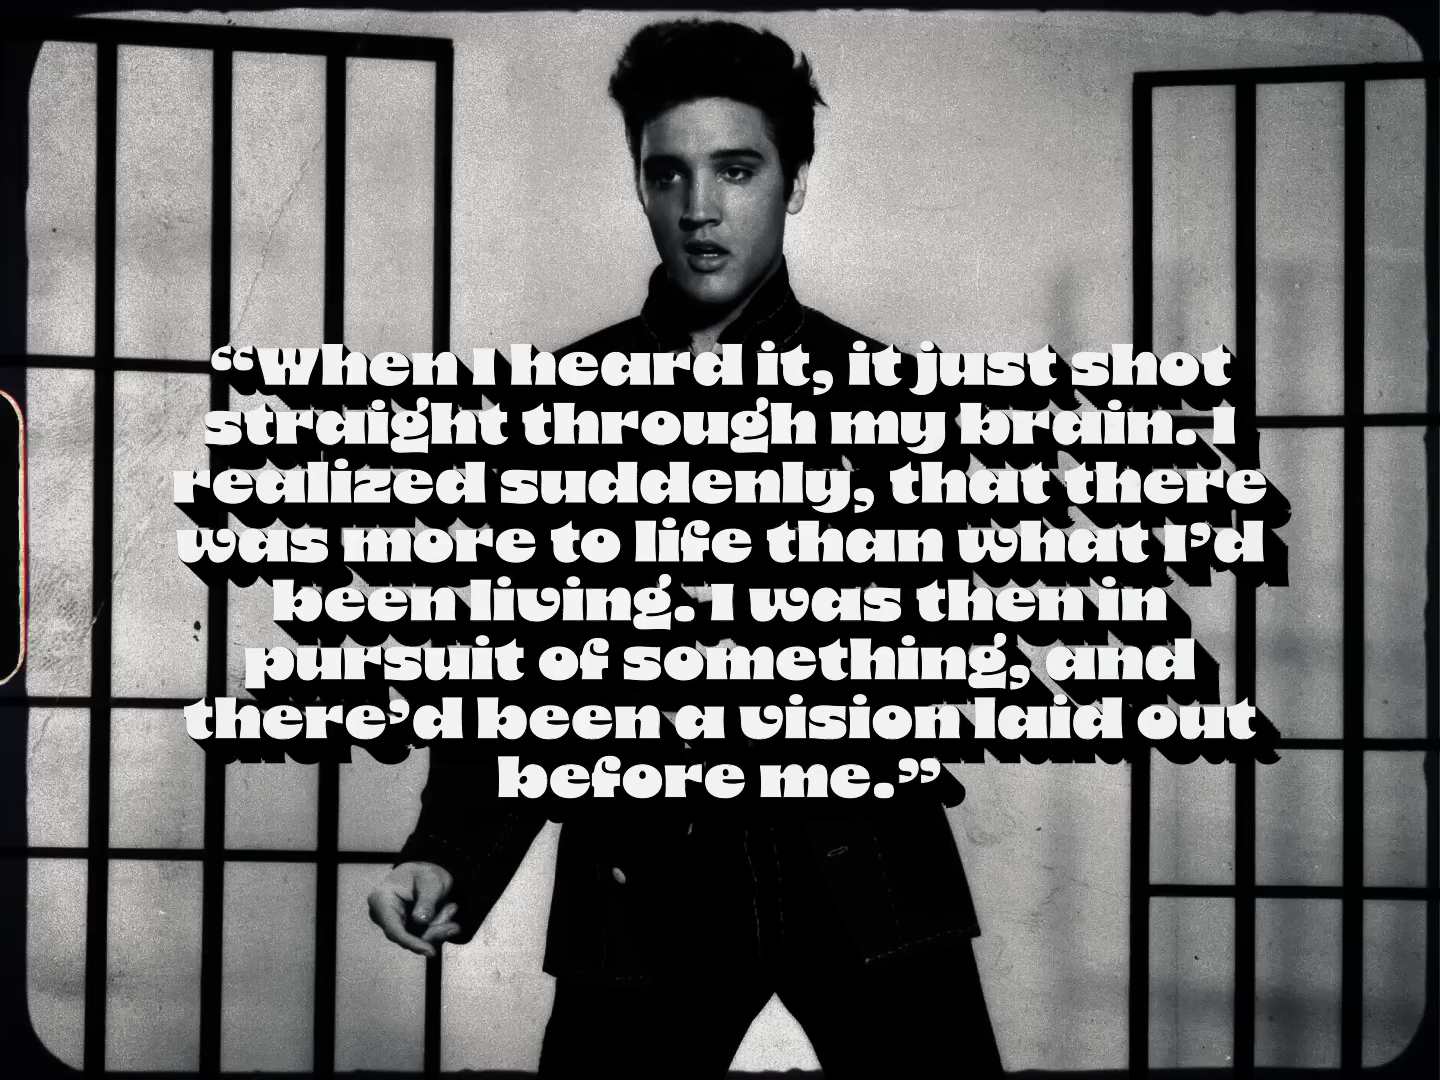 “When I heard it, it just shot
straight through my brain. I
realized suddenly, that there
was more to life than what I’d
been living. I was then in
pursuit of something, and
there’d been a vision laid out
before me.”